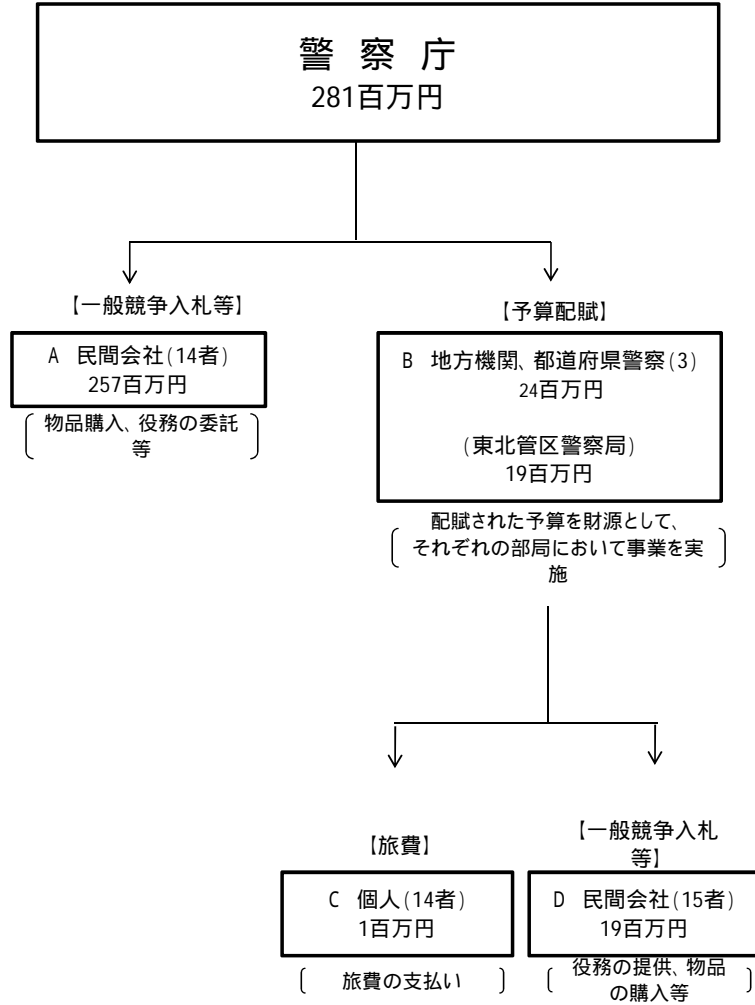 警察庁
281百万円
【一般競争入札等】
A 民間会社(14者)
257百万円
物品購入、役務の委託
等
【予算配賦】
B 地方機関、都道府県警察(3)
24百万円
(東北管区警察局)
19百万円
配賦された予算を財源として、
それぞれの部局において事業を実
施
【旅費】
C 個人(14者)
1百万円
旅費の支払い
【一般競争入札
等】
D 民間会社(15者)
19百万円
役務の提供、物品
の購入等